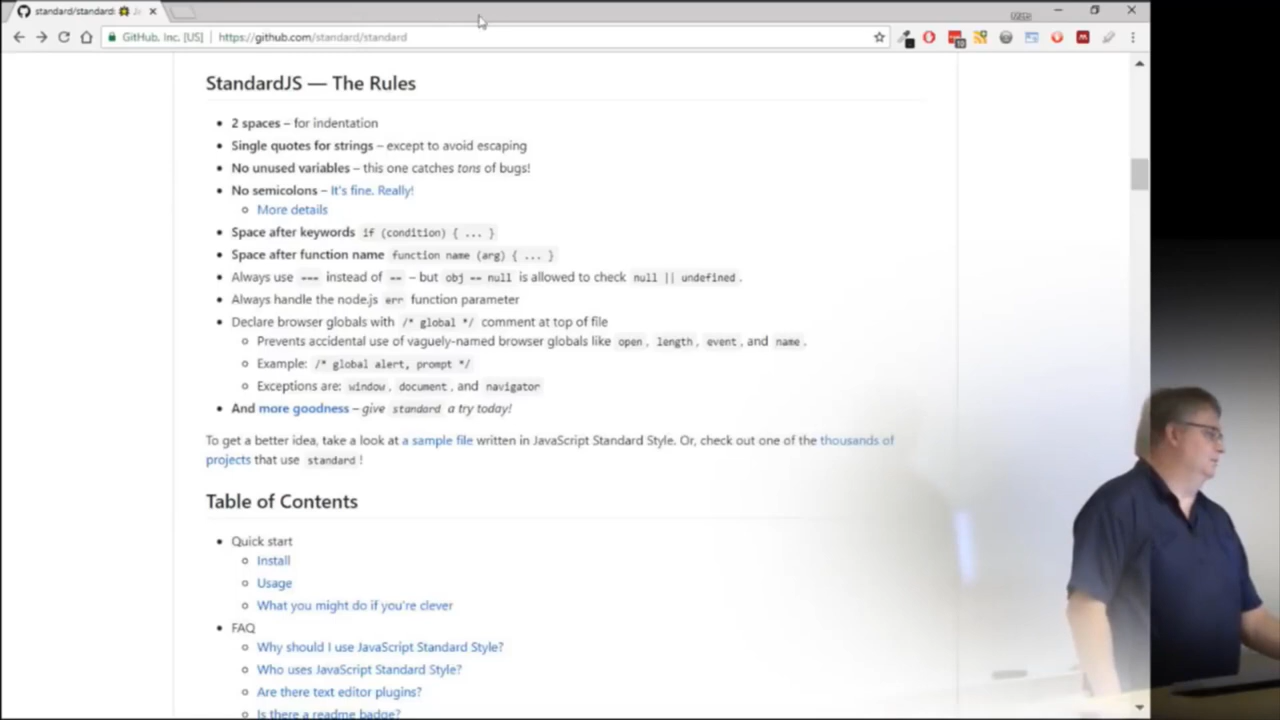 standard/standard:
GitHub, Inc. [US] | https://github.com/standard/standard
StandardJS — The Rules
• 2 spaces – for indentation
• Single quotes for strings – except to avoid escaping
• No unused variables – this one catches tons of bugs!
• No semicolons – It's fine. Really!
◦ More details
• Space after keywords if (condition) { ... }
• Space after function name function name (arg) { ... }
• Always use === instead of == – but obj == null is allowed to check null || undefined.
• Always handle the node.js err function parameter
• Declare browser globals with /* global */ comment at top of file
◦ Prevents accidental use of vaguely-named browser globals like open, length, event, and name.
◦ Example: /* global alert, prompt */
◦ Exceptions are: window, document, and navigator
• And more goodness – give standard a try today!
To get a better idea, take a look at a sample file written in JavaScript Standard Style. Or, check out one of the thousands of
projects that use standard!
Table of Contents
• Quick start
◦ Install
◦ Usage
◦ What you might do if you're clever
• FAQ
◦ Why should I use JavaScript Standard Style?
◦ Who uses JavaScript Standard Style?
◦ Are there text editor plugins?
◦ Is there a readme badge?